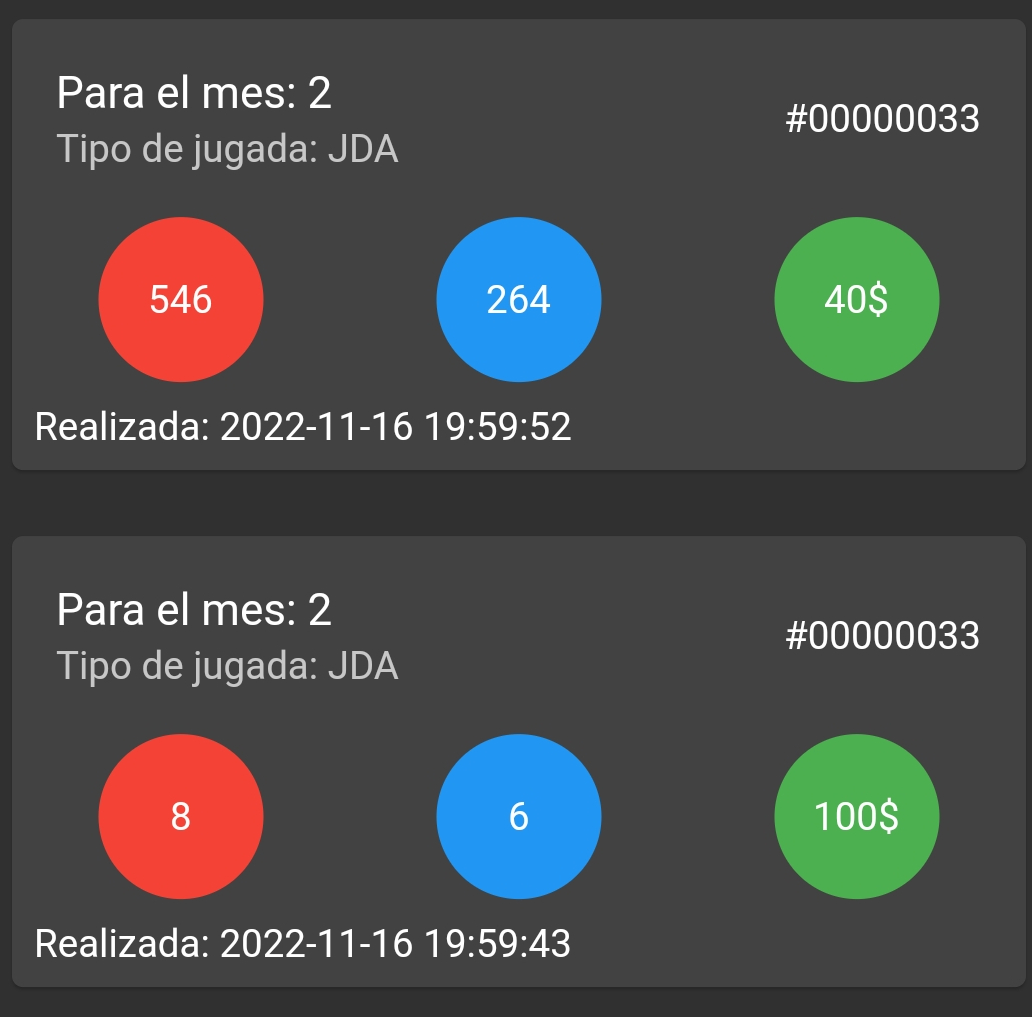 Para el mes: 2
Tipo de jugada: JDA
#00000033
546
264
40$
Realizada: 2022-11-16 19:59:52
Para el mes: 2
Tipo de jugada: JDA
#00000033
8
6
100$
Realizada: 2022-11-16 19:59:43